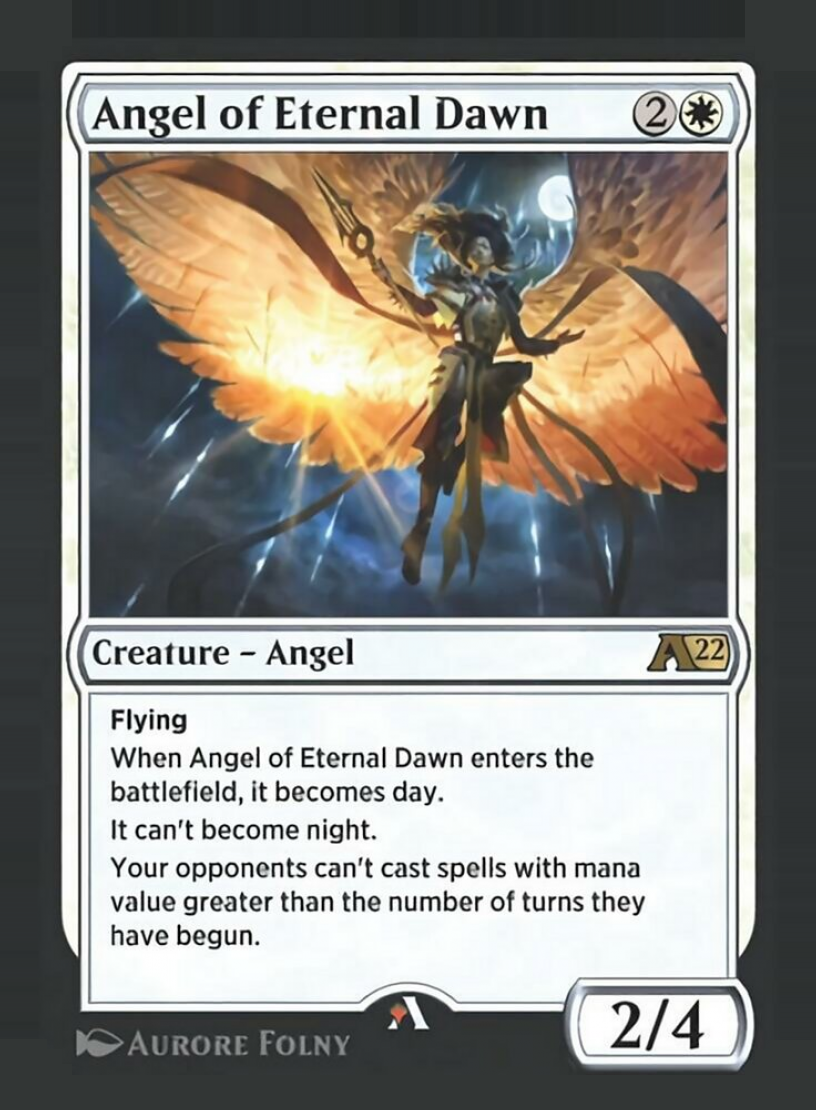 Angel of Eternal Dawn 2
Creature – Angel A22
Flying
When Angel of Eternal Dawn enters the
battlefield, it becomes day.
It can't become night.
Your opponents can't cast spells with mana
value greater than the number of turns they
have begun.
2/4
Aurore Folny